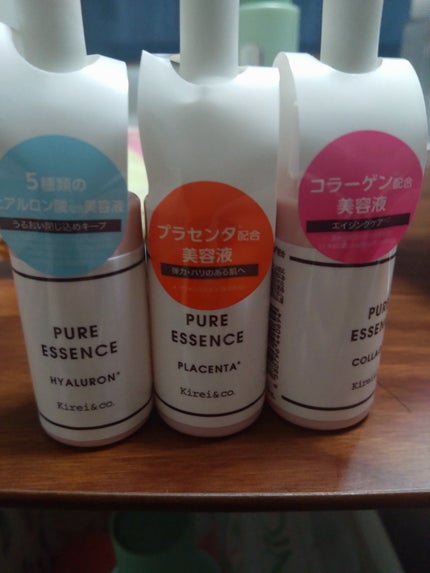 5種類の
ヒアルロン酸配合美容液
うるおい閉じ込めキープ
PURE
ESSENCE
HYALURON+
Kirei&co.
プラセンタ配合
美容液
弾力・ハリのある肌へ
PURE
ESSENCE
PLACENTA+
Kirei&co.
コラーゲン配合
美容液
エイジングケア
PUR
ESSEN
COLLA
Kirei